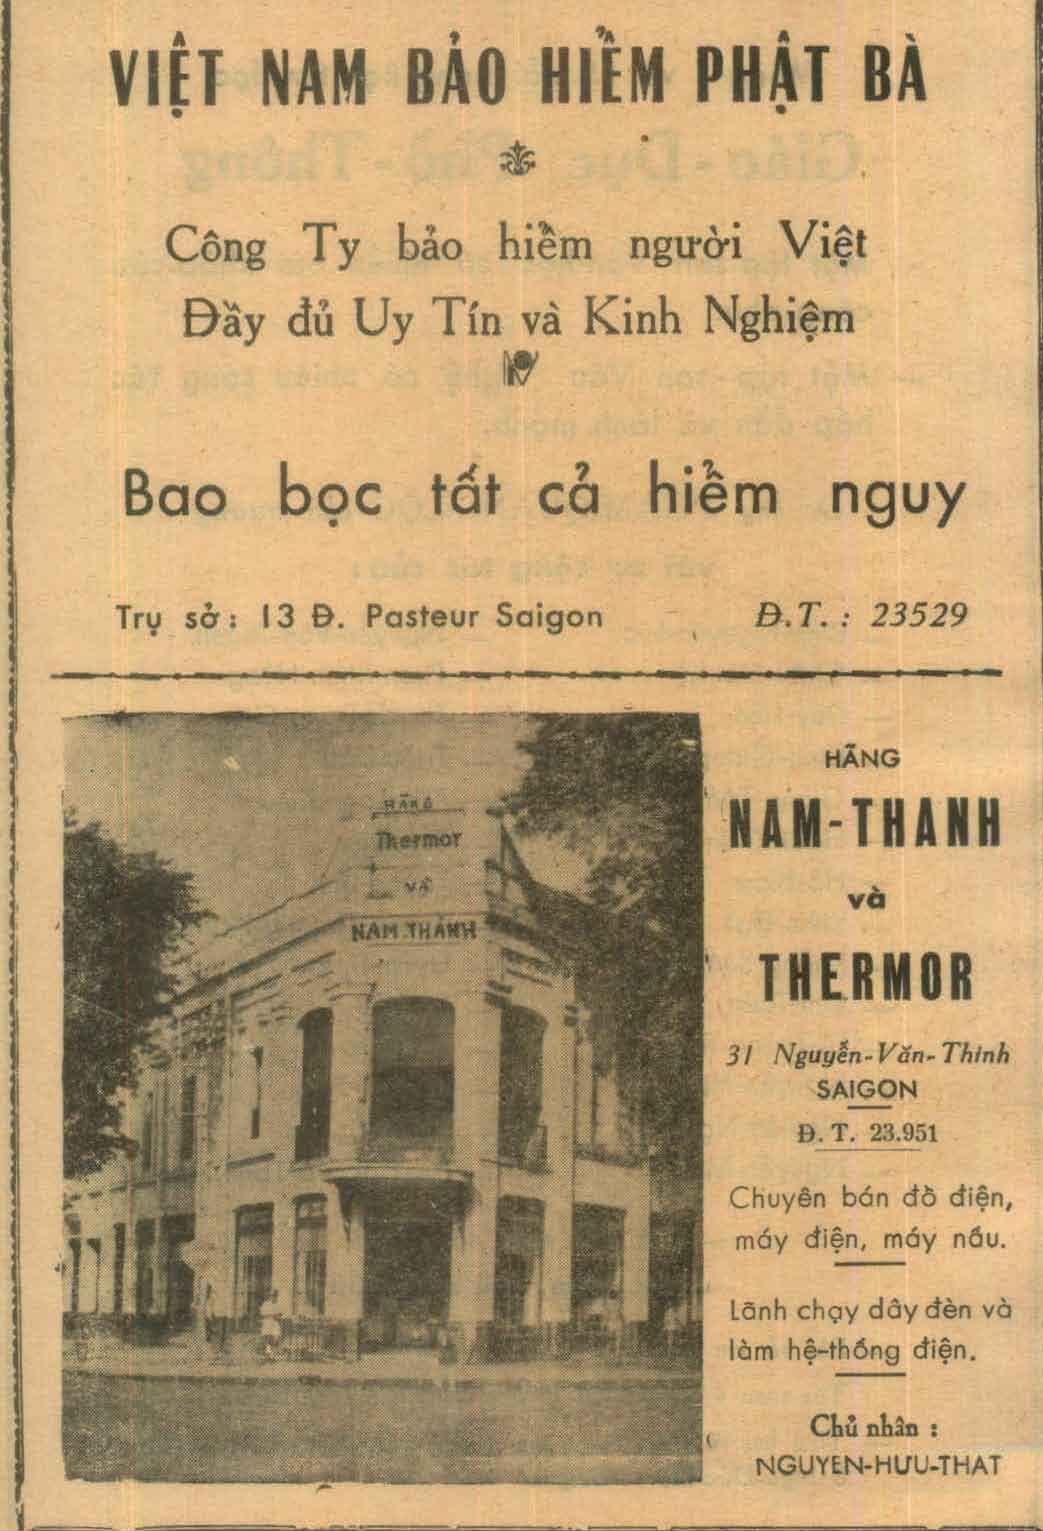 VIỆT NAM BẢO HIỂM PHẬT BÀ
Công Ty bảo hiểm người Việt
Đầy đủ Uy Tín và Kinh Nghiệm
Bao bọc tất cả hiểm nguy
Trụ sở : 13 Đ. Pasteur Saigon Đ.T. : 23529
HÃNG
Thermor
VÀ
NAM THANH
HÃNG
NAM-THANH
và
THERMOR
31 Nguyễn-Văn-Thinh
SAIGON
Đ. T. 23.951
Chuyên bán đồ điện,
máy điện, máy nấu.
Lãnh chạy dây đèn và
làm hệ-thống điện.
Chủ nhân :
NGUYEN-HUU-THAT